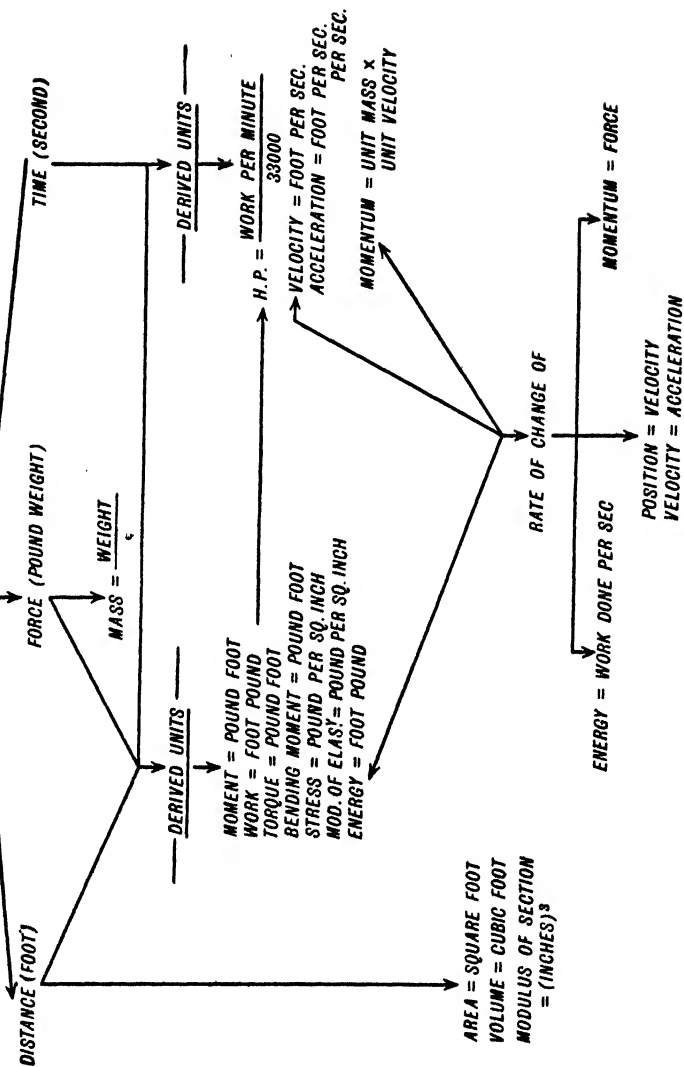 DISTANCE (FOOT)
FORCE (POUND WEIGHT)
TIME (SECOND)
MASS = WEIGHT
DERIVED UNITS
DERIVED UNITS
MOMENT = POUND FOOT
WORK = FOOT POUND
TORQUE = POUND FOOT
BENDING MOMENT = POUND FOOT
STRESS = POUND PER SQ. INCH
MOD. OF ELASY. = POUND PER SQ. INCH
ENERGY = FOOT POUND
H.P. = WORK PER MINUTE
33000
VELOCITY = FOOT PER SEC.
ACCELERATION = FOOT PER SEC.
PER SEC.
MOMENTUM = UNIT MASS x
UNIT VELOCITY
AREA = SQUARE FOOT
VOLUME = CUBIC FOOT
MODULUS OF SECTION
= (INCHES)³
RATE OF CHANGE OF
ENERGY = WORK DONE PER SEC
MOMENTUM = FORCE
POSITION = VELOCITY
VELOCITY = ACCELERATION